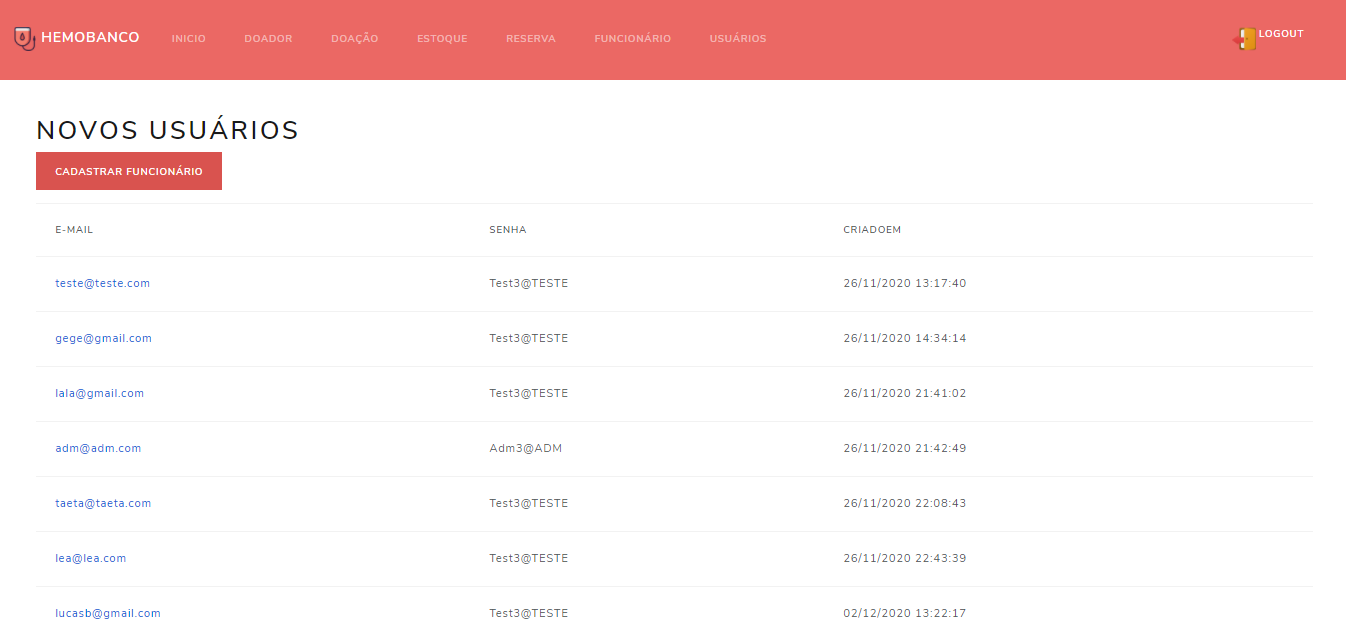 HEMOBANCO INICIO DOADOR DOAÇÃO ESTOQUE RESERVA FUNCIONÁRIO USUÁRIOS LOGOUT
NOVOS USUÁRIOS
CADASTRAR FUNCIONÁRIO
E-MAIL SENHA CRIADOEM
teste@teste.com Test3@TESTE 26/11/2020 13:17:40
gege@gmail.com Test3@TESTE 26/11/2020 14:34:14
lala@gmail.com Test3@TESTE 26/11/2020 21:41:02
adm@adm.com Adm3@ADM 26/11/2020 21:42:49
taeta@taeta.com Test3@TESTE 26/11/2020 22:08:43
lea@lea.com Test3@TESTE 26/11/2020 22:43:39
lucasb@gmail.com Test3@TESTE 02/12/2020 13:22:17